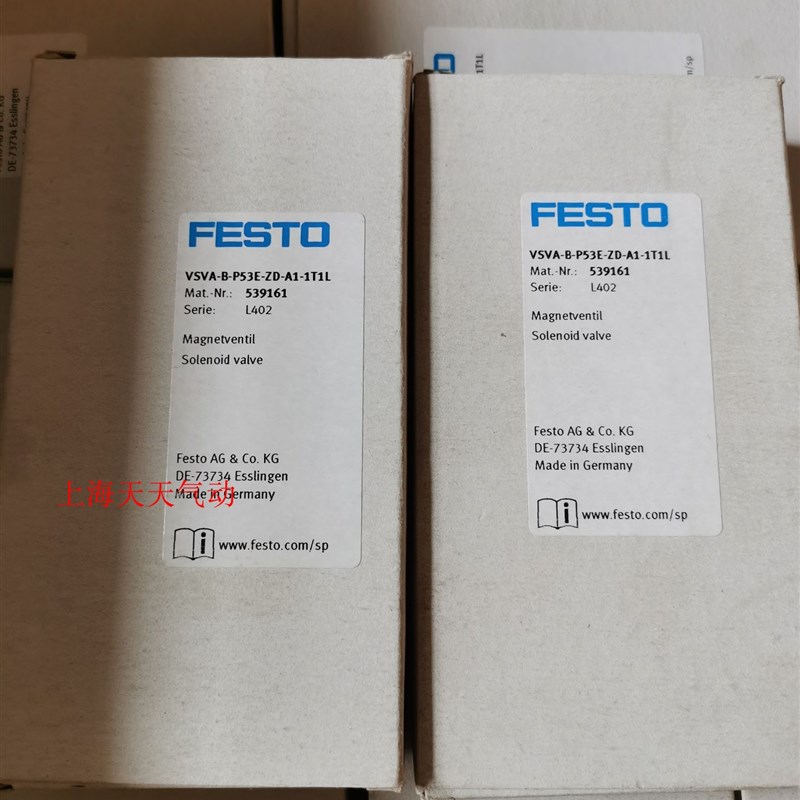 FESTO
VSVA-B-P53E-ZD-A1-1T1L
Mat.-Nr.: 539161
Serie: L402
Magnetventil
Solenoid valve
Festo AG & Co. KG
DE-73734 Esslingen
Made in Germany
www.festo.com/sp
上海天天气动
FESTO
VSVA-B-P53E-ZD-A1-1T1L
Mat.-Nr.: 539161
Serie: L402
Magnetventil
Solenoid valve
Festo AG & Co. KG
DE-73734 Esslingen
Made in Germany
www.festo.com/sp
DE-73734 Esslingen